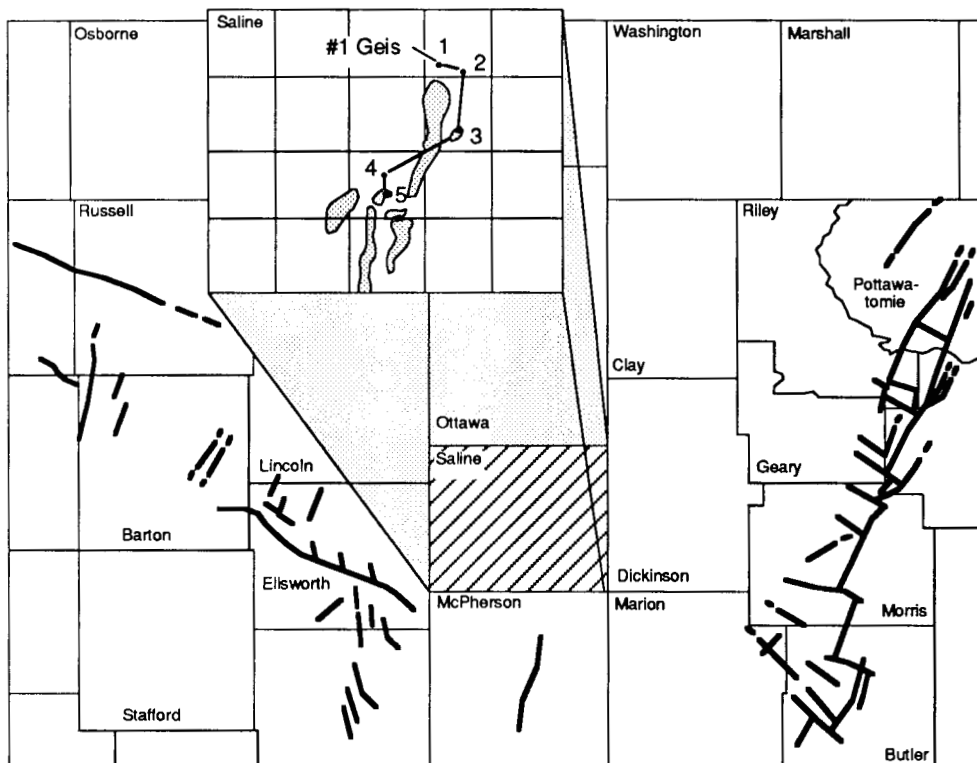 Osborne
Saline
Washington
Marshall
#1 Geis
1
2
3
4
5
Russell
Riley
Pottawa-
tomie
Clay
Ottawa
Saline
Lincoln
Geary
Barton
Ellsworth
Dickinson
McPherson
Marion
Morris
Stafford
Butler